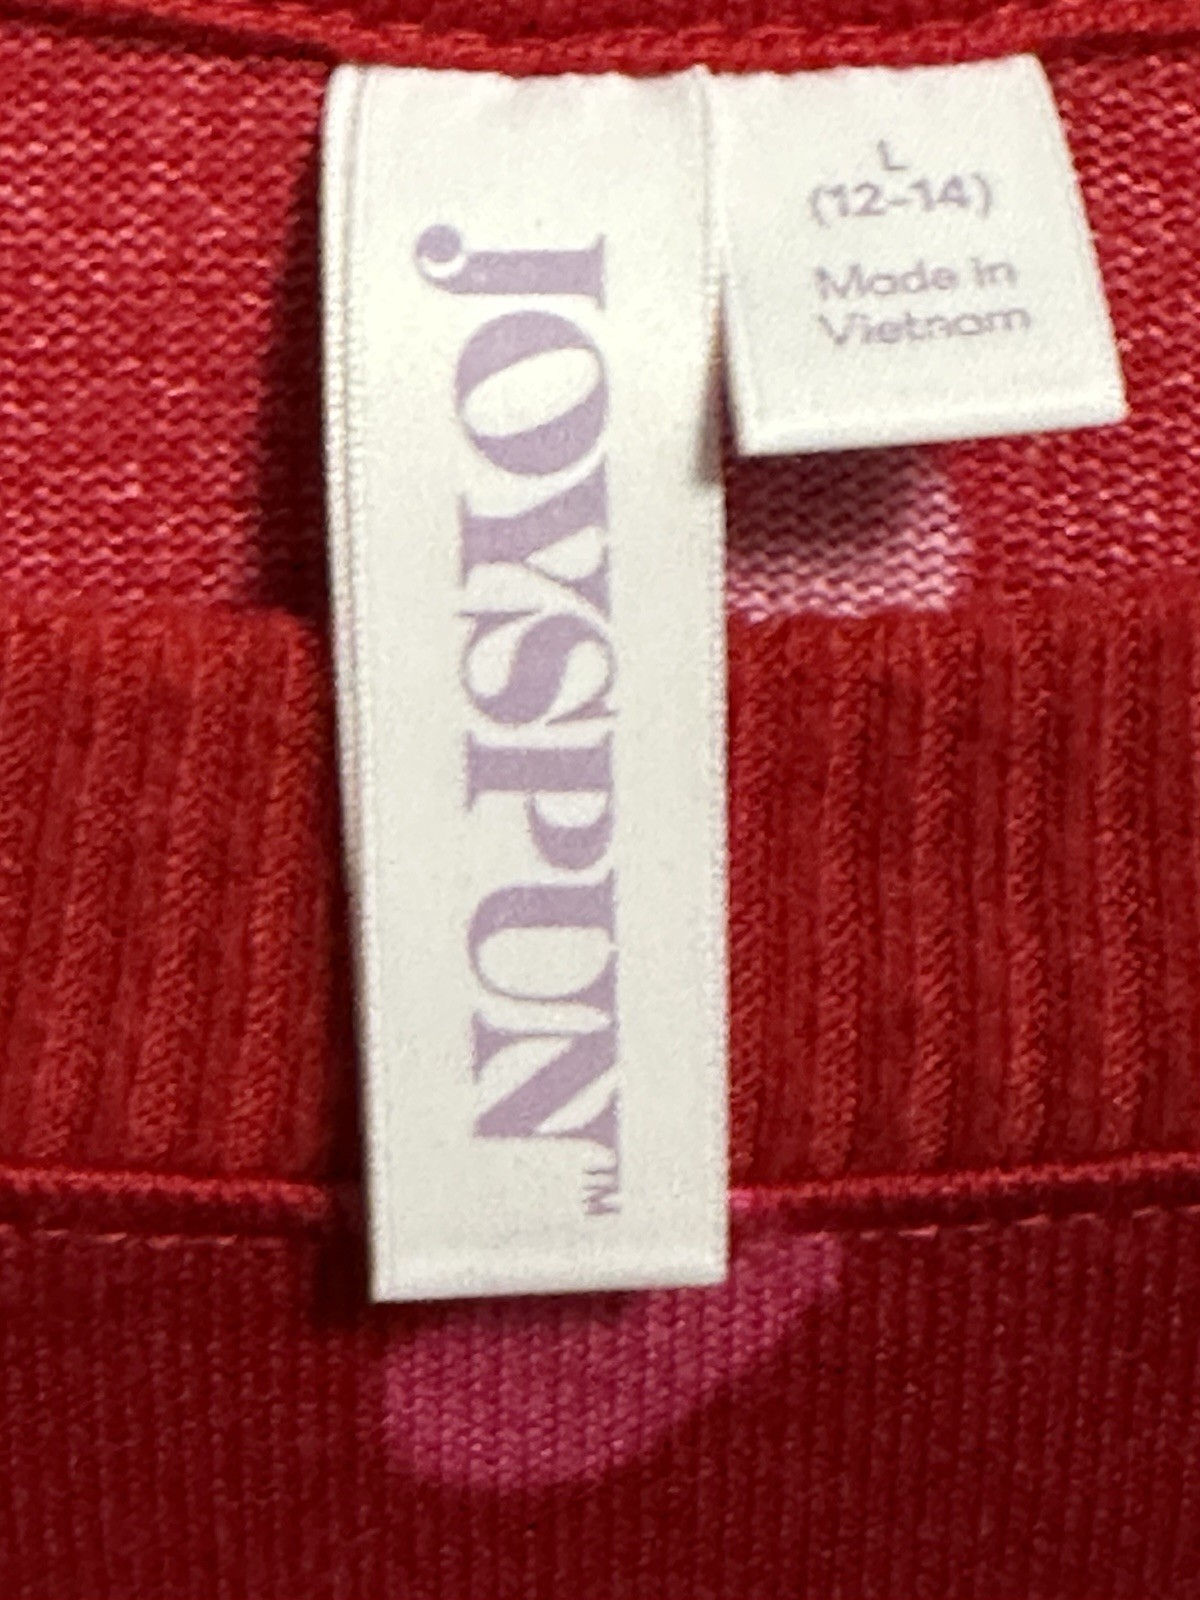 JOYSPUN™
L
(12-14)
Made in
Vietnam